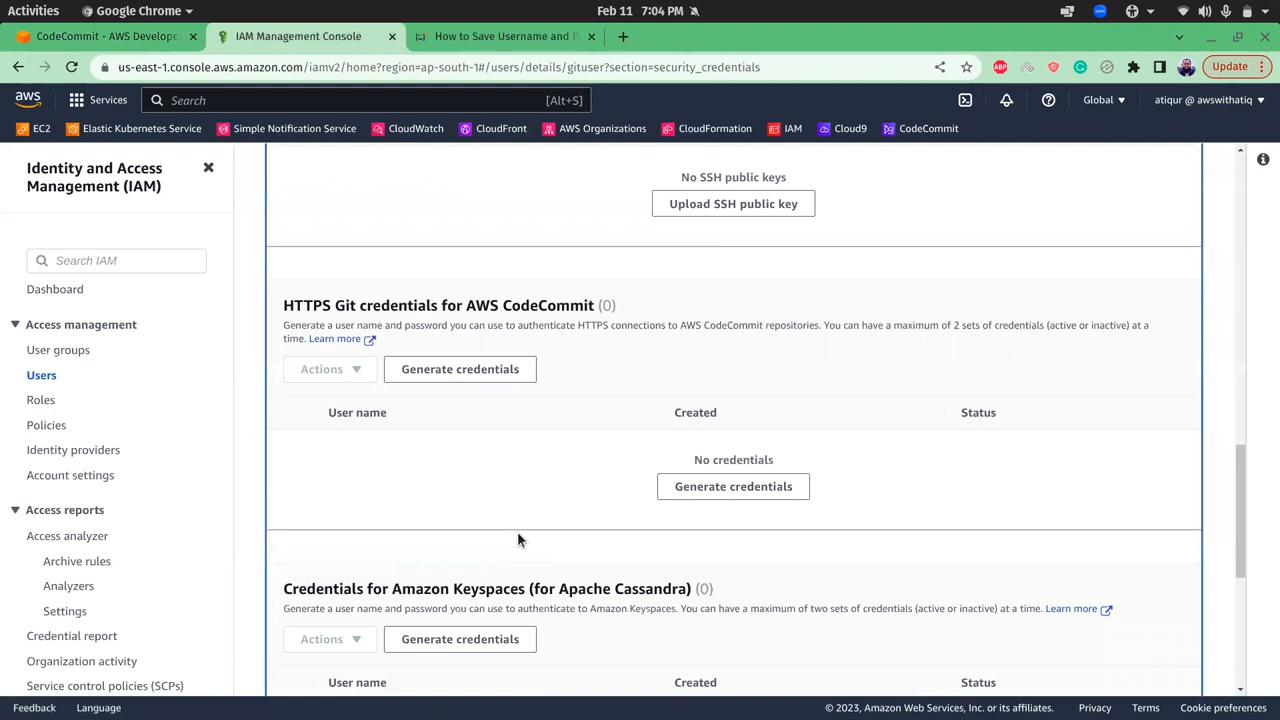 Activities
Google Chrome
Feb 11 7:04 PM
CodeCommit - AWS Develope
IAM Management Console
How to Save Username and P
us-east-1.console.aws.amazon.com/iamv2/home?region=ap-south-1#/users/details/gituser?section=security_credentials
ABP
Update
aws
Services
Search
[Alt+S]
Global
atiqur @ awswithatiq
EC2
Elastic Kubernetes Service
Simple Notification Service
CloudWatch
CloudFront
AWS Organizations
CloudFormation
IAM
Cloud9
CodeCommit
Identity and Access
Management (IAM)
Search IAM
Dashboard
Access management
User groups
Users
Roles
Policies
Identity providers
Account settings
Access reports
Access analyzer
Archive rules
Analyzers
Settings
Credential report
Organization activity
Service control policies (SCPs)
No SSH public keys
Upload SSH public key
HTTPS Git credentials for AWS CodeCommit (0)
Generate a user name and password you can use to authenticate HTTPS connections to AWS CodeCommit repositories. You can have a maximum of 2 sets of credentials (active or inactive) at a
time. Learn more
Actions
Generate credentials
User name
Created
Status
No credentials
Generate credentials
Credentials for Amazon Keyspaces (for Apache Cassandra) (0)
Generate a user name and password you can use to authenticate to Amazon Keyspaces. You can have a maximum of two sets of credentials (active or inactive) at a time. Learn more
Actions
Generate credentials
User name
Created
Status
Feedback
Language
© 2023, Amazon Web Services, Inc. or its affiliates.
Privacy
Terms
Cookie preferences